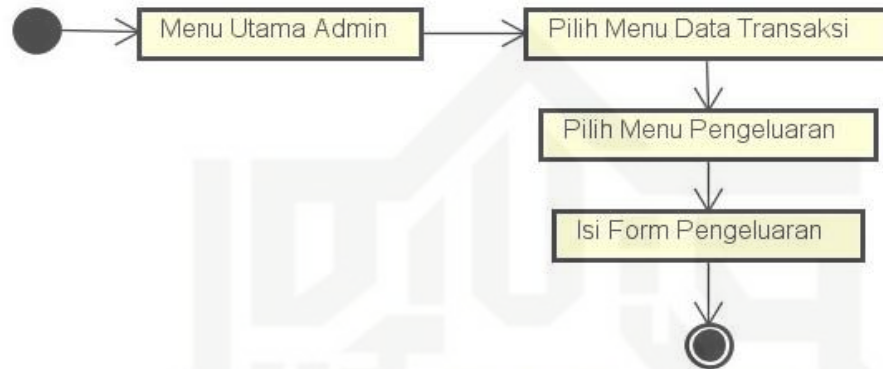 Menu Utama Admin
Pilih Menu Data Transaksi
Pilih Menu Pengeluaran
Isi Form Pengeluaran